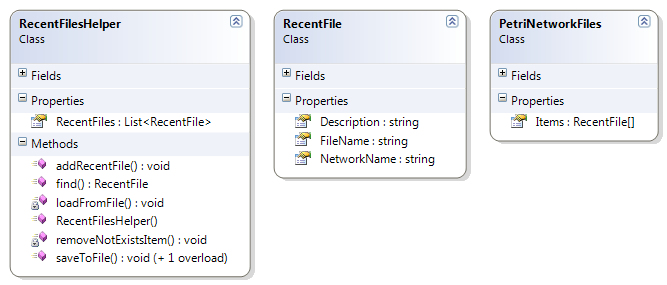 RecentFilesHelper
Class
Fields
Properties
RecentFiles : List<RecentFile>
Methods
addRecentFile() : void
find() : RecentFile
loadFromFile() : void
RecentFilesHelper()
removeNotExistsItem() : void
saveToFile() : void (+ 1 overload)
RecentFile
Class
Fields
Properties
Description : string
FileName : string
NetworkName : string
PetriNetworkFiles
Class
Fields
Properties
Items : RecentFile[]